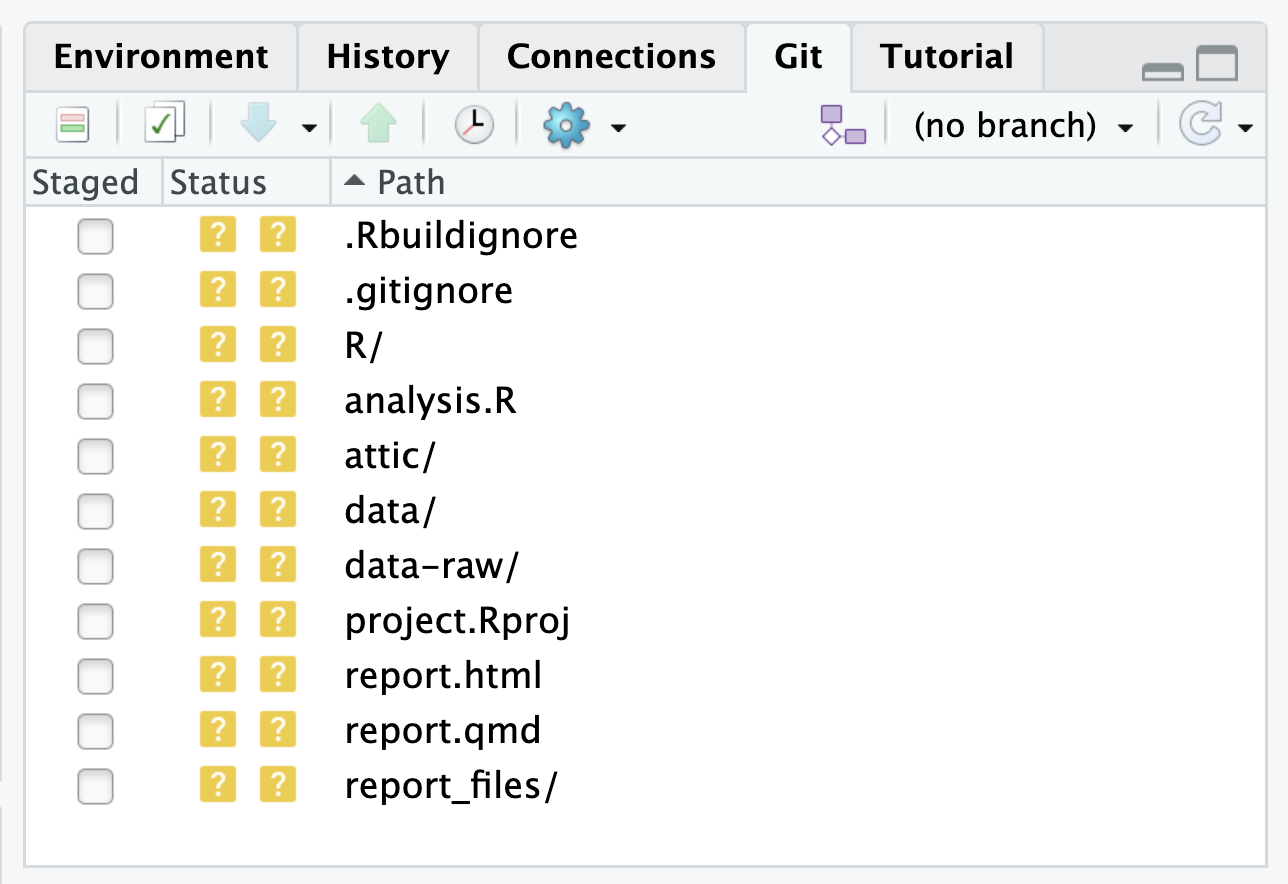 Environment History Connections Git Tutorial
(no branch)
Staged Status Path
? ? .Rbuildignore
? ? .gitignore
? ? R/
? ? analysis.R
? ? attic/
? ? data/
? ? data-raw/
? ? project.Rproj
? ? report.html
? ? report.qmd
? ? report_files/